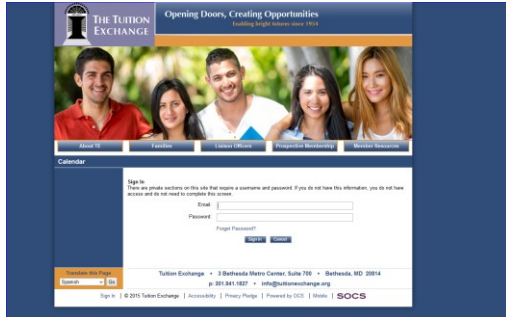 THE TUITION
EXCHANGE
Opening Doors, Creating Opportunities
Enabling bright futures since 1954
About TE
Families
Liaison Officers
Prospective Membership
Member Resources
Calendar
Sign In
There are private sections on this site that require a username and password. If you do not have this information, you do not have
access and do not need to complete this screen.
Email:
Password:
Forgot Password?
Sign In Cancel
Translate this Page
Spanish Go
Tuition Exchange • 3 Bethesda Metro Center, Suite 700 • Bethesda, MD 20814
p: 301.941.1827 • info@tuitionexchange.org
Sign In | © 2015 Tuition Exchange | Accessibility | Privacy Pledge | Powered by OCS | Mobile | SOCS